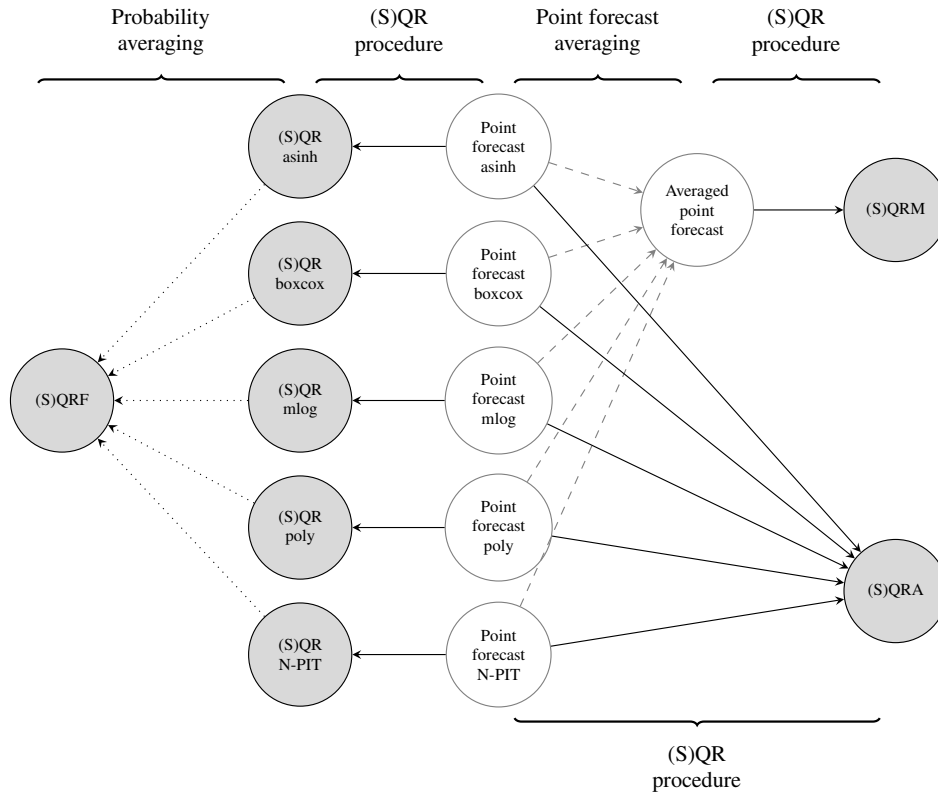 Probability
averaging
(S)QR
procedure
Point forecast
averaging
(S)QR
procedure
(S)QR
asinh
Point
forecast
asinh
Averaged
point
forecast
(S)QRM
(S)QR
boxcox
Point
forecast
boxcox
(S)QRF
(S)QR
mlog
Point
forecast
mlog
(S)QR
poly
Point
forecast
poly
(S)QRA
(S)QR
N-PIT
Point
forecast
N-PIT
(S)QR
procedure